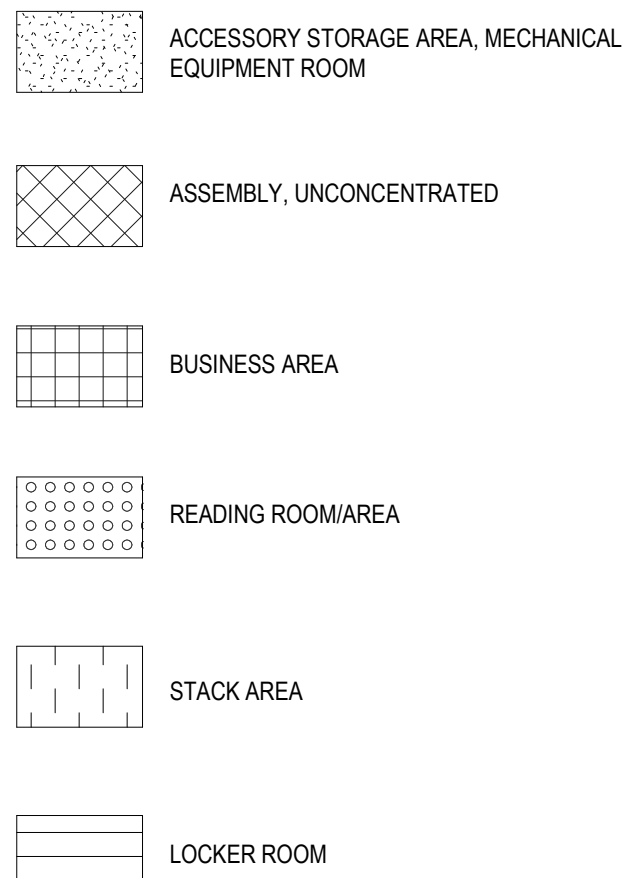 ACCESSORY STORAGE AREA, MECHANICAL
EQUIPMENT ROOM
ASSEMBLY, UNCONCENTRATED
BUSINESS AREA
READING ROOM/AREA
STACK AREA
LOCKER ROOM